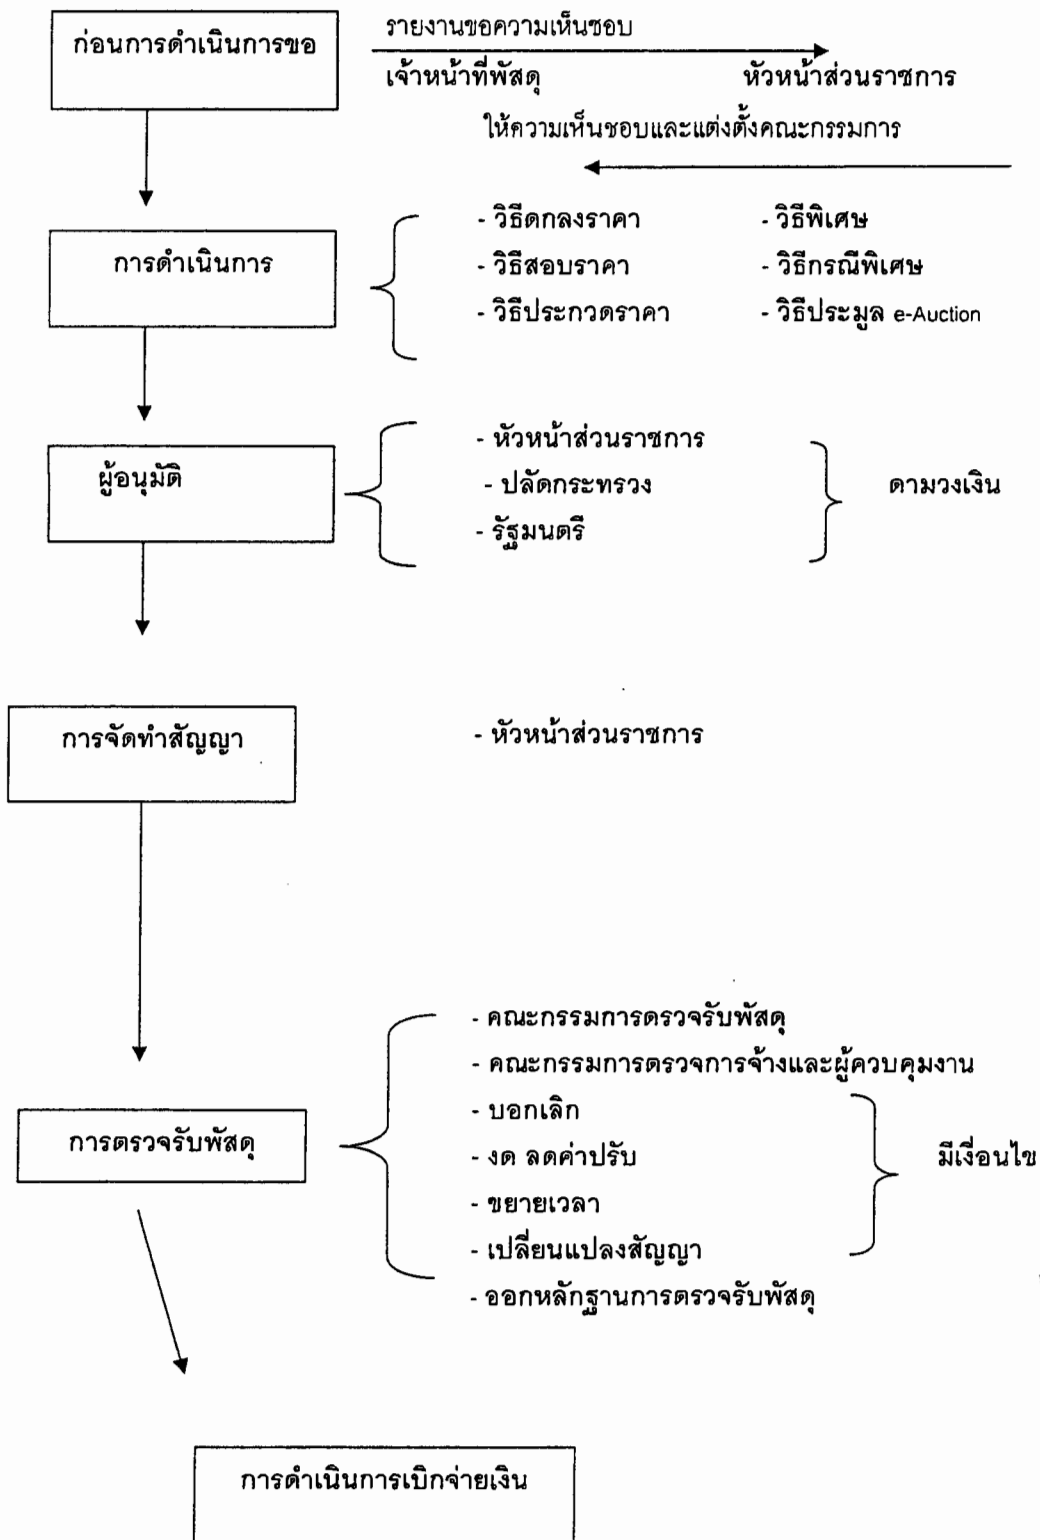 ก่อนการดำเนินการขอ
รายงานขอความเห็นชอบ
เจ้าหน้าที่พัสดุ หัวหน้าส่วนราชการ
ให้ความเห็นชอบและแต่งตั้งคณะกรรมการ
การดำเนินการ
- วิธีตกลงราคา - วิธีพิเศษ
- วิธีสอบราคา - วิธีกรณีพิเศษ
- วิธีประกวดราคา - วิธีประมูล e-Auction
ผู้อนุมัติ
- หัวหน้าส่วนราชการ
- ปลัดกระทรวง
- รัฐมนตรี
ตามวงเงิน
การจัดทำสัญญา
- หัวหน้าส่วนราชการ
การตรวจรับพัสดุ
- คณะกรรมการตรวจรับพัสดุ
- คณะกรรมการตรวจการจ้างและผู้ควบคุมงาน
- บอกเลิก
- งด ลดค่าปรับ
- ขยายเวลา
- เปลี่ยนแปลงสัญญา
- ออกหลักฐานการตรวจรับพัสดุ
มีเงื่อนไข
การดำเนินการเบิกจ่ายเงิน